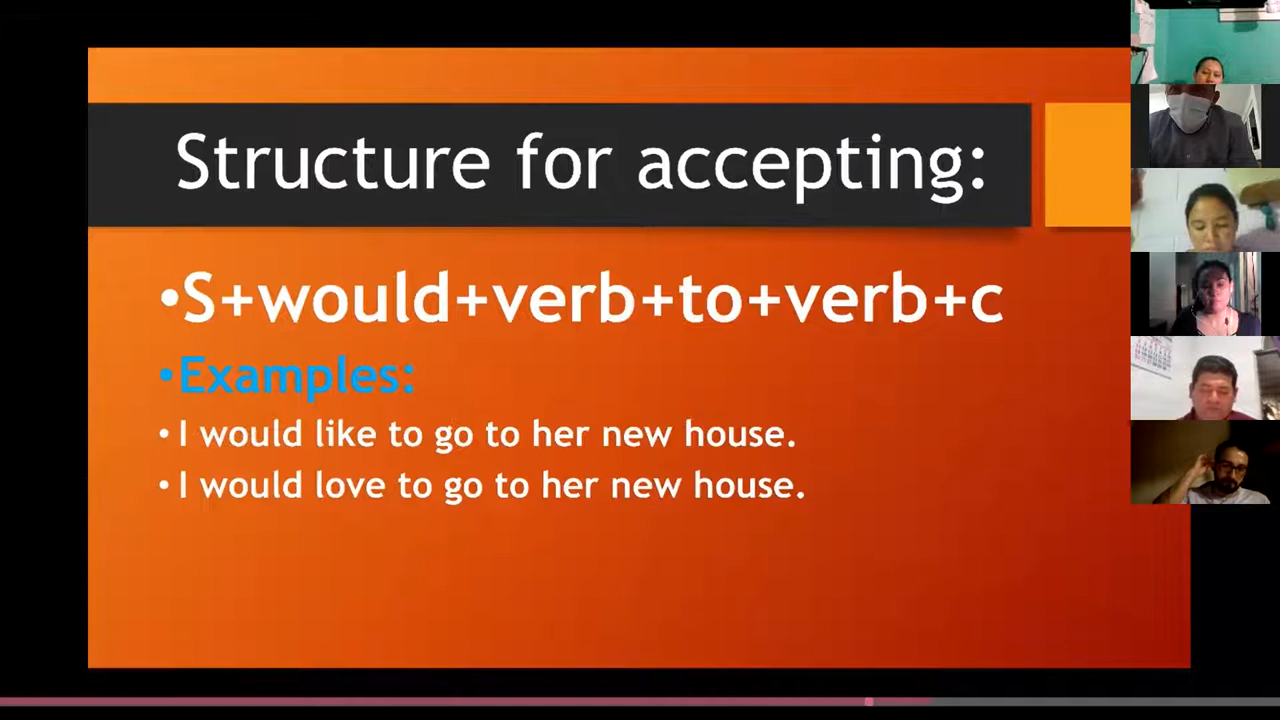 Structure for accepting:
•S+would+verb+to+verb+c
•Examples:
• I would like to go to her new house.
• I would love to go to her new house.